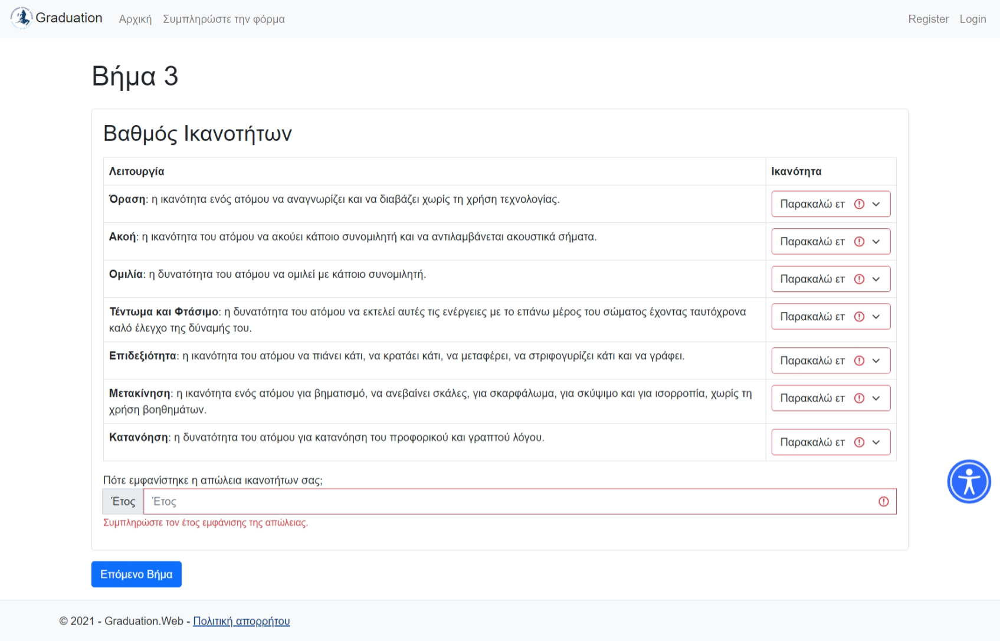 Graduation Αρχική Συμπληρώστε την φόρμα Register Login
Βήμα 3
Βαθμός Ικανοτήτων
Λειτουργία Ικανότητα
Όραση: η ικανότητα ενός ατόμου να αναγνωρίζει και να διαβάζει χωρίς τη χρήση τεχνολογίας. Παρακαλώ ετ
Ακοή: η ικανότητα του ατόμου να ακούει κάποιο συνομιλητή και να αντιλαμβάνεται ακουστικά σήματα. Παρακαλώ ετ
Ομιλία: η δυνατότητα του ατόμου να ομιλεί με κάποιο συνομιλητή. Παρακαλώ ετ
Τέντωμα και Φτάσιμο: η δυνατότητα του ατόμου να εκτελεί αυτές τις ενέργειες με το επάνω μέρος του σώματος έχοντας ταυτόχρονα Παρακαλώ ετ
καλό έλεγχο της δύναμής του.
Επιδεξιότητα: η ικανότητα του ατόμου να πιάνει κάτι, να κρατάει κάτι, να μεταφέρει, να στριφογυρίζει κάτι και να γράφει. Παρακαλώ ετ
Μετακίνηση: η ικανότητα ενός ατόμου για βηματισμό, να ανεβαίνει σκάλες, για σκαρφάλωμα, για σκύψιμο και για ισορροπία, χωρίς τη Παρακαλώ ετ
χρήση βοηθημάτων.
Κατανόηση: η δυνατότητα του ατόμου για κατανόηση του προφορικού και γραπτού λόγου. Παρακαλώ ετ
Πότε εμφανίστηκε η απώλεια ικανοτήτων σας;
Έτος Έτος
Συμπληρώστε τον έτος εμφάνισης της απώλειας.
Επόμενο Βήμα
© 2021 - Graduation.Web - Πολιτική απορρήτου